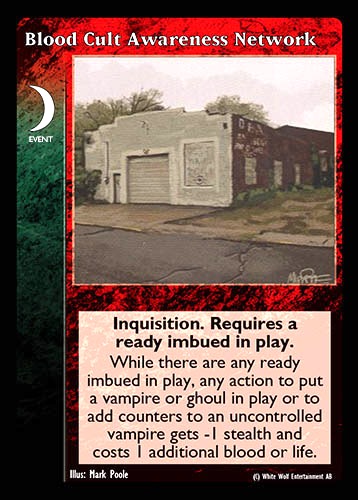 Blood Cult Awareness Network
EVENT
Inquisition. Requires a
ready imbued in play.
While there are any ready
imbued in play, any action to put
a vampire or ghoul in play or to
add counters to an uncontrolled
vampire gets -1 stealth and
costs 1 additional blood or life.
Illus: Mark Poole
(C) White Wolf Entertainment AB